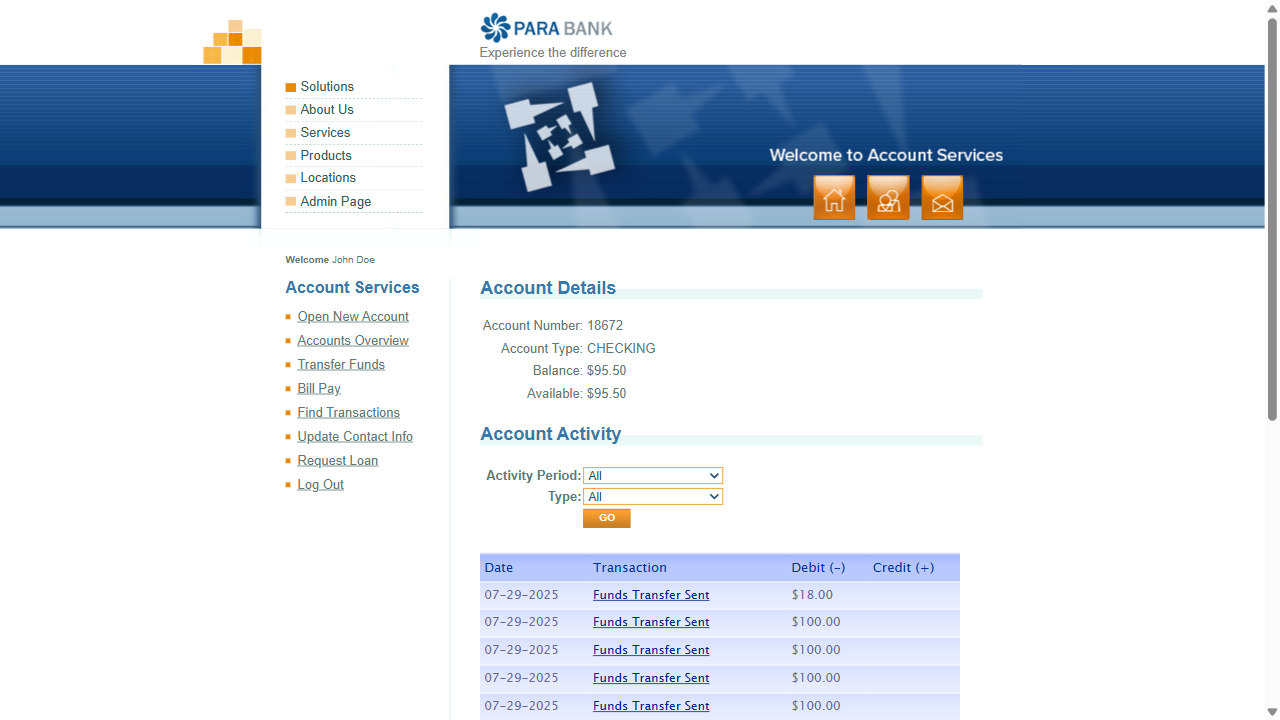 PARA BANK
Experience the difference
Solutions
About Us
Services
Products
Locations
Admin Page
Welcome to Account Services
Welcome John Doe
Account Services
Open New Account
Accounts Overview
Transfer Funds
Bill Pay
Find Transactions
Update Contact Info
Request Loan
Log Out
Account Details
Account Number: 18672
Account Type: CHECKING
Balance: $95.50
Available: $95.50
Account Activity
Activity Period: All
Type: All
GO
Date Transaction Debit (-) Credit (+)
07-29-2025 Funds Transfer Sent $18.00
07-29-2025 Funds Transfer Sent $100.00
07-29-2025 Funds Transfer Sent $100.00
07-29-2025 Funds Transfer Sent $100.00
07-29-2025 Funds Transfer Sent $100.00